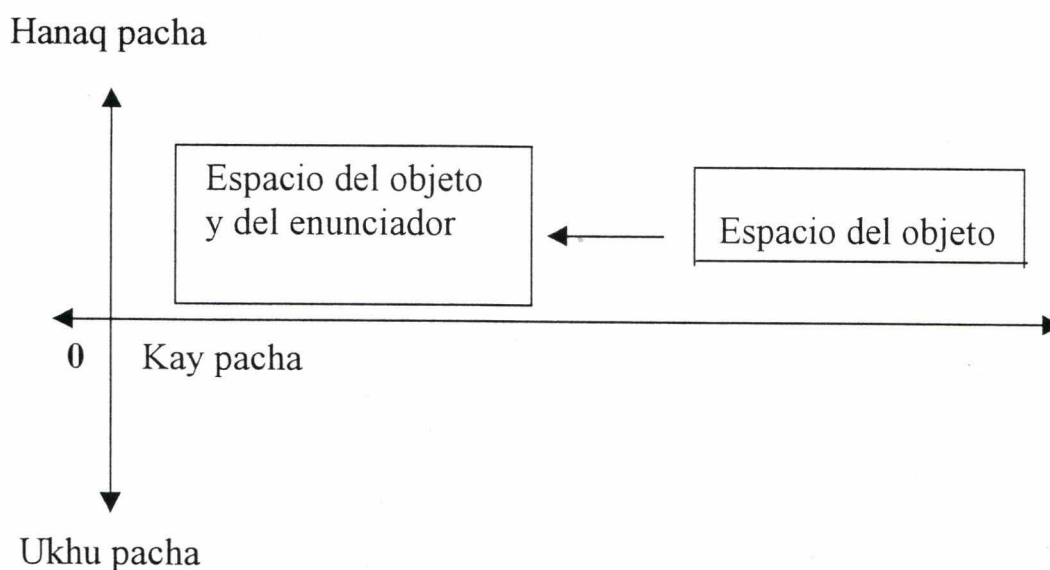 Hanaq pacha
Espacio del objeto
y del enunciador
Espacio del objeto
0 Kay pacha
Ukhu pacha